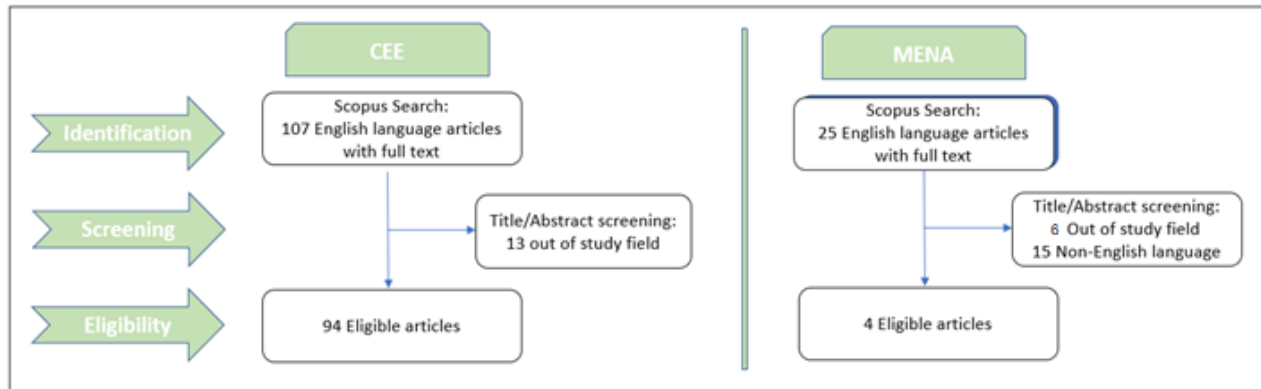 CEE
MENA
Identification
Scopus Search:
107 English language articles
with full text
Scopus Search:
25 English language articles
with full text
Screening
Title/Abstract screening:
13 out of study field
Title/Abstract screening:
6 Out of study field
15 Non-English language
Eligibility
94 Eligible articles
4 Eligible articles